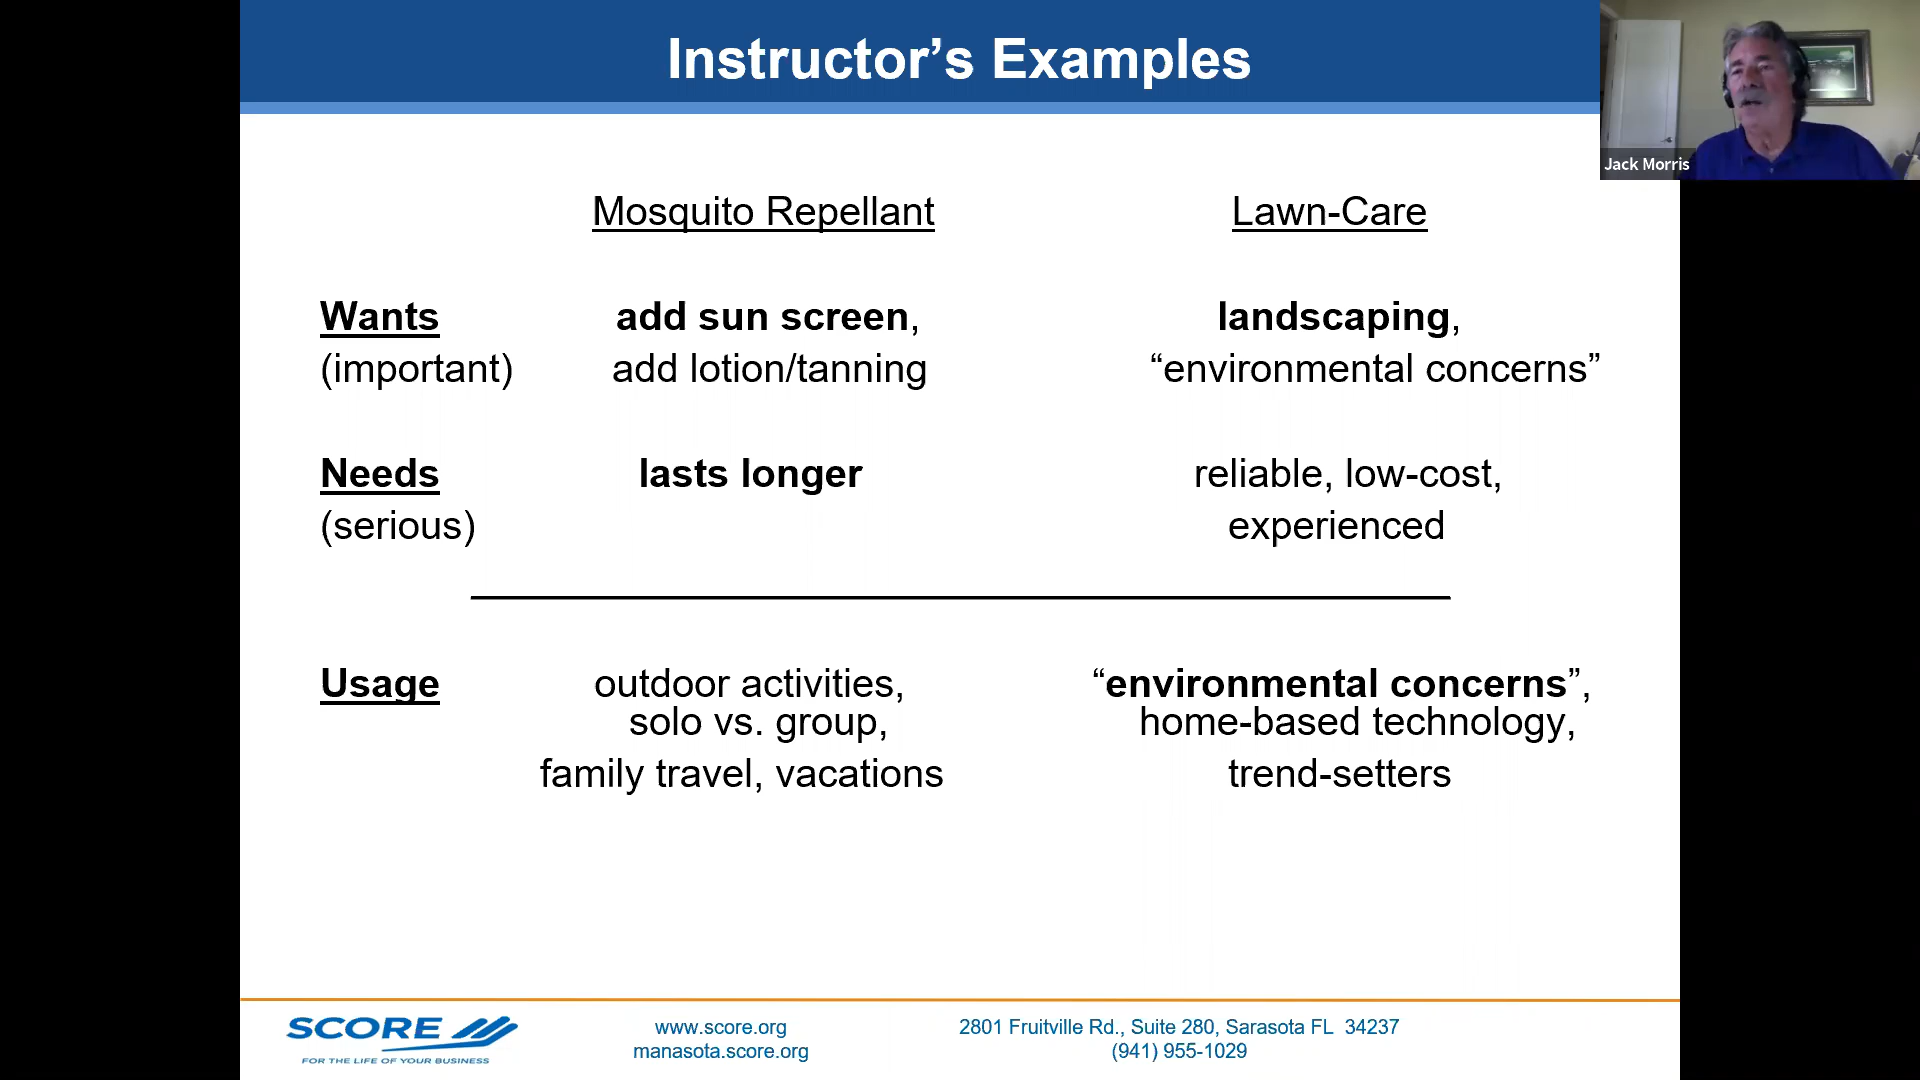 Instructor’s Examples
Jack Morris
Mosquito Repellant Lawn-Care
Wants add sun screen, landscaping,
(important) add lotion/tanning “environmental concerns”
Needs lasts longer reliable, low-cost,
(serious) experienced
Usage outdoor activities, “environmental concerns”,
solo vs. group, home-based technology,
family travel, vacations trend-setters
SCORE
FOR THE LIFE OF YOUR BUSINESS
www.score.org
manasota.score.org
2801 Fruitville Rd., Suite 280, Sarasota FL 34237
(941) 955-1029